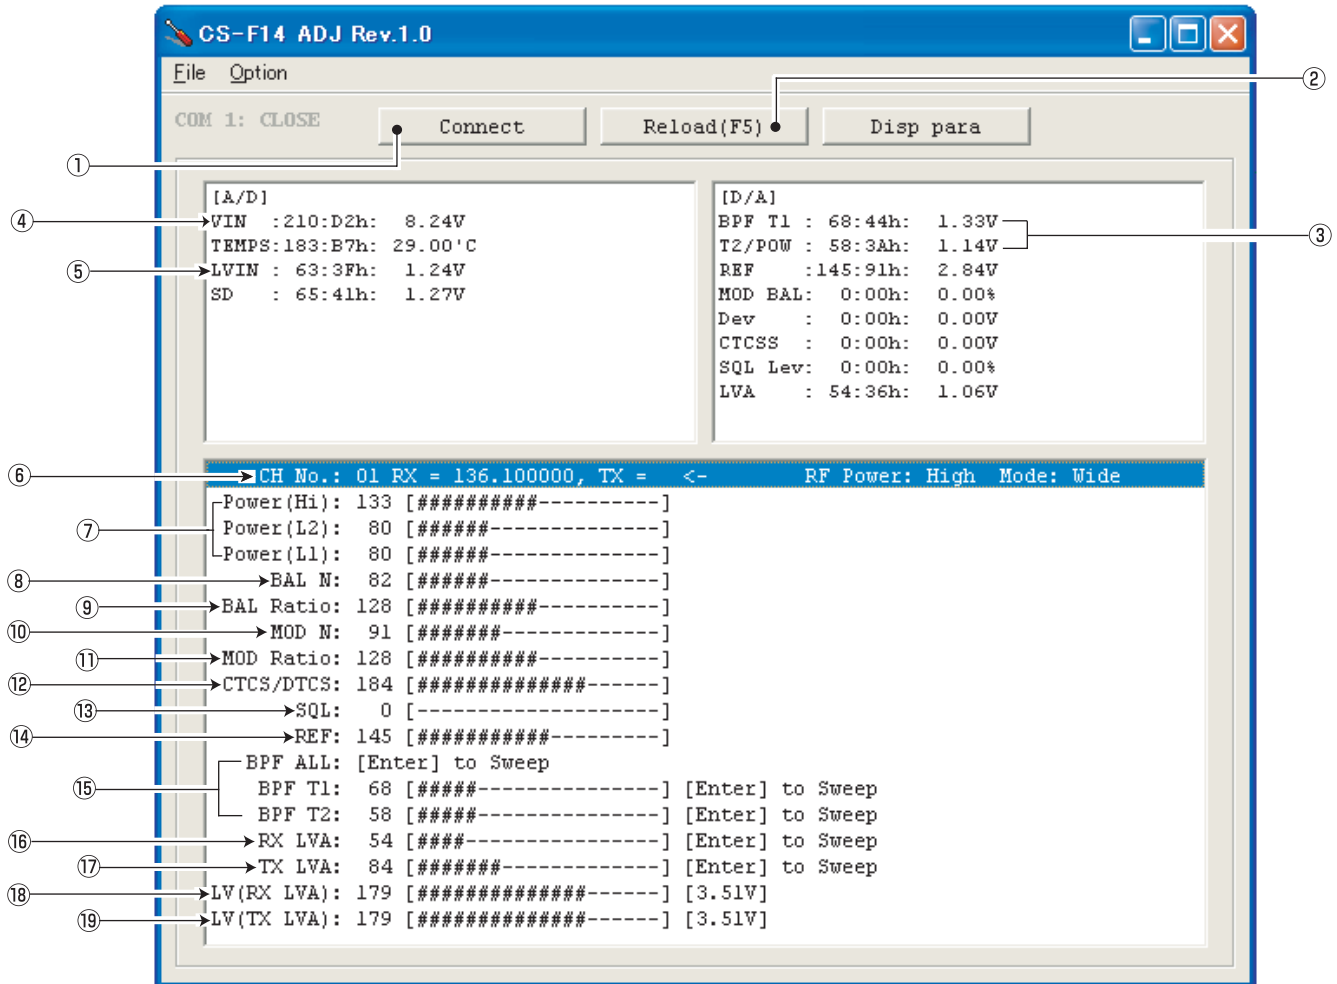 CS-F14 ADJ Rev.1.0
File Option
②
COM 1: CLOSE Connect Reload(F5) Disp para
①
[A/D]
④ VIN :210:D2h: 8.24V
TEMPS:183:B7h: 29.00'C
⑤ LVIN : 63:3Fh: 1.24V
SD : 65:41h: 1.27V
[D/A]
BPF T1 : 68:44h: 1.33V
T2/POW : 58:3Ah: 1.14V
③
REF :145:91h: 2.84V
MOD BAL: 0:00h: 0.00%
Dev : 0:00h: 0.00V
CTCSS : 0:00h: 0.00V
SQL Lev: 0:00h: 0.00%
LVA : 54:36h: 1.06V
⑥ CH No.: 01 RX = 136.100000, TX = <- RF Power: High Mode: Wide
Power(Hi): 133 [##########----------]
⑦ Power(L2): 80 [######--------------]
Power(L1): 80 [######--------------]
⑧ BAL N: 82 [######--------------]
⑨ BAL Ratio: 128 [##########----------]
⑩ MOD N: 91 [#######-------------]
⑪ MOD Ratio: 128 [##########----------]
⑫ CTCS/DTCS: 184 [##############------]
⑬ SQL: 0 [--------------------]
⑭ REF: 145 [###########---------]
BPF ALL: [Enter] to Sweep
⑮ BPF T1: 68 [#####---------------] [Enter] to Sweep
BPF T2: 58 [#####---------------] [Enter] to Sweep
⑯ RX LVA: 54 [####----------------] [Enter] to Sweep
⑰ TX LVA: 84 [#######-------------] [Enter] to Sweep
⑱ LV(RX LVA): 179 [##############------] [3.51V]
⑲ LV(TX LVA): 179 [##############------] [3.51V]